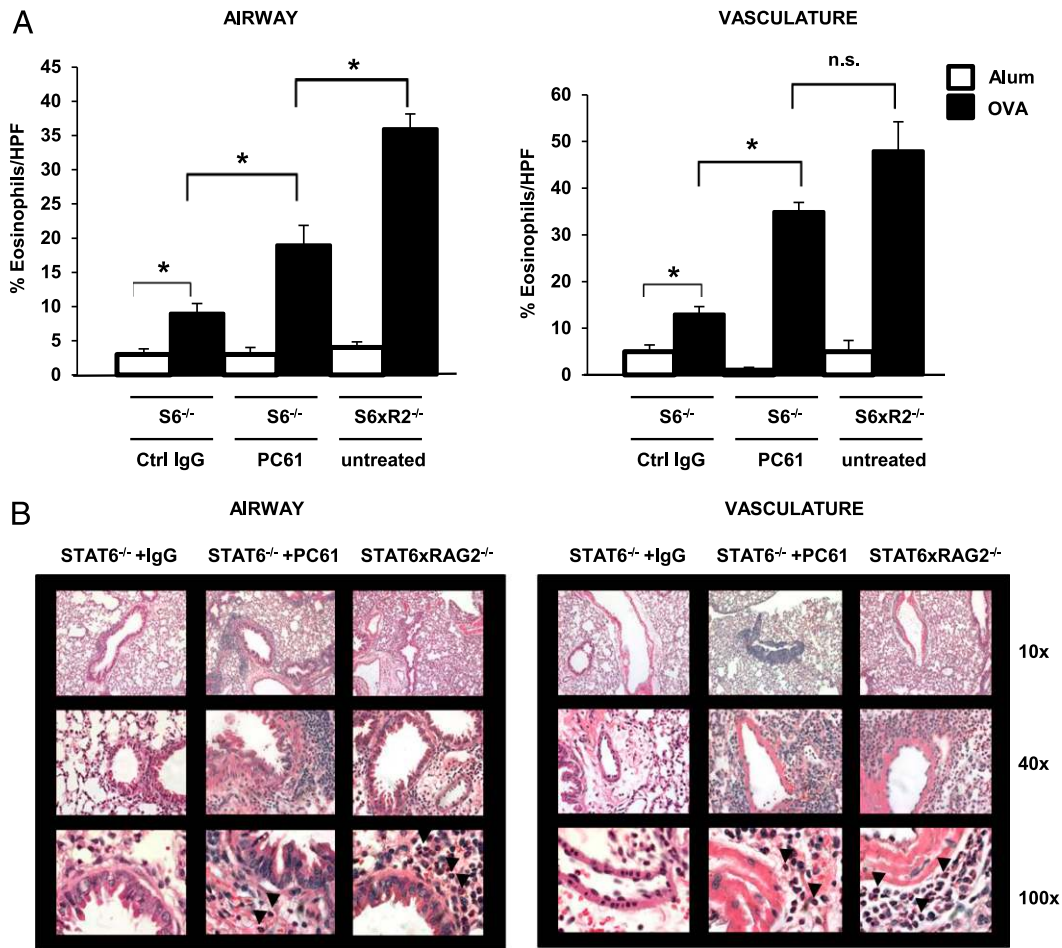 A
AIRWAY
VASCULATURE
Alum
OVA
% Eosinophils/HPF
45
40
35
30
25
20
15
10
5
0
*
*
*
S6-/-
S6-/-
S6xR2-/-
Ctrl IgG
PC61
untreated
% Eosinophils/HPF
60
50
40
30
20
10
0
*
*
n.s.
S6-/-
S6-/-
S6xR2-/-
Ctrl IgG
PC61
untreated
B
AIRWAY
VASCULATURE
STAT6-/- +IgG
STAT6-/- +PC61
STAT6xRAG2-/-
STAT6-/- +IgG
STAT6-/- +PC61
STAT6xRAG2-/-
10x
40x
100x